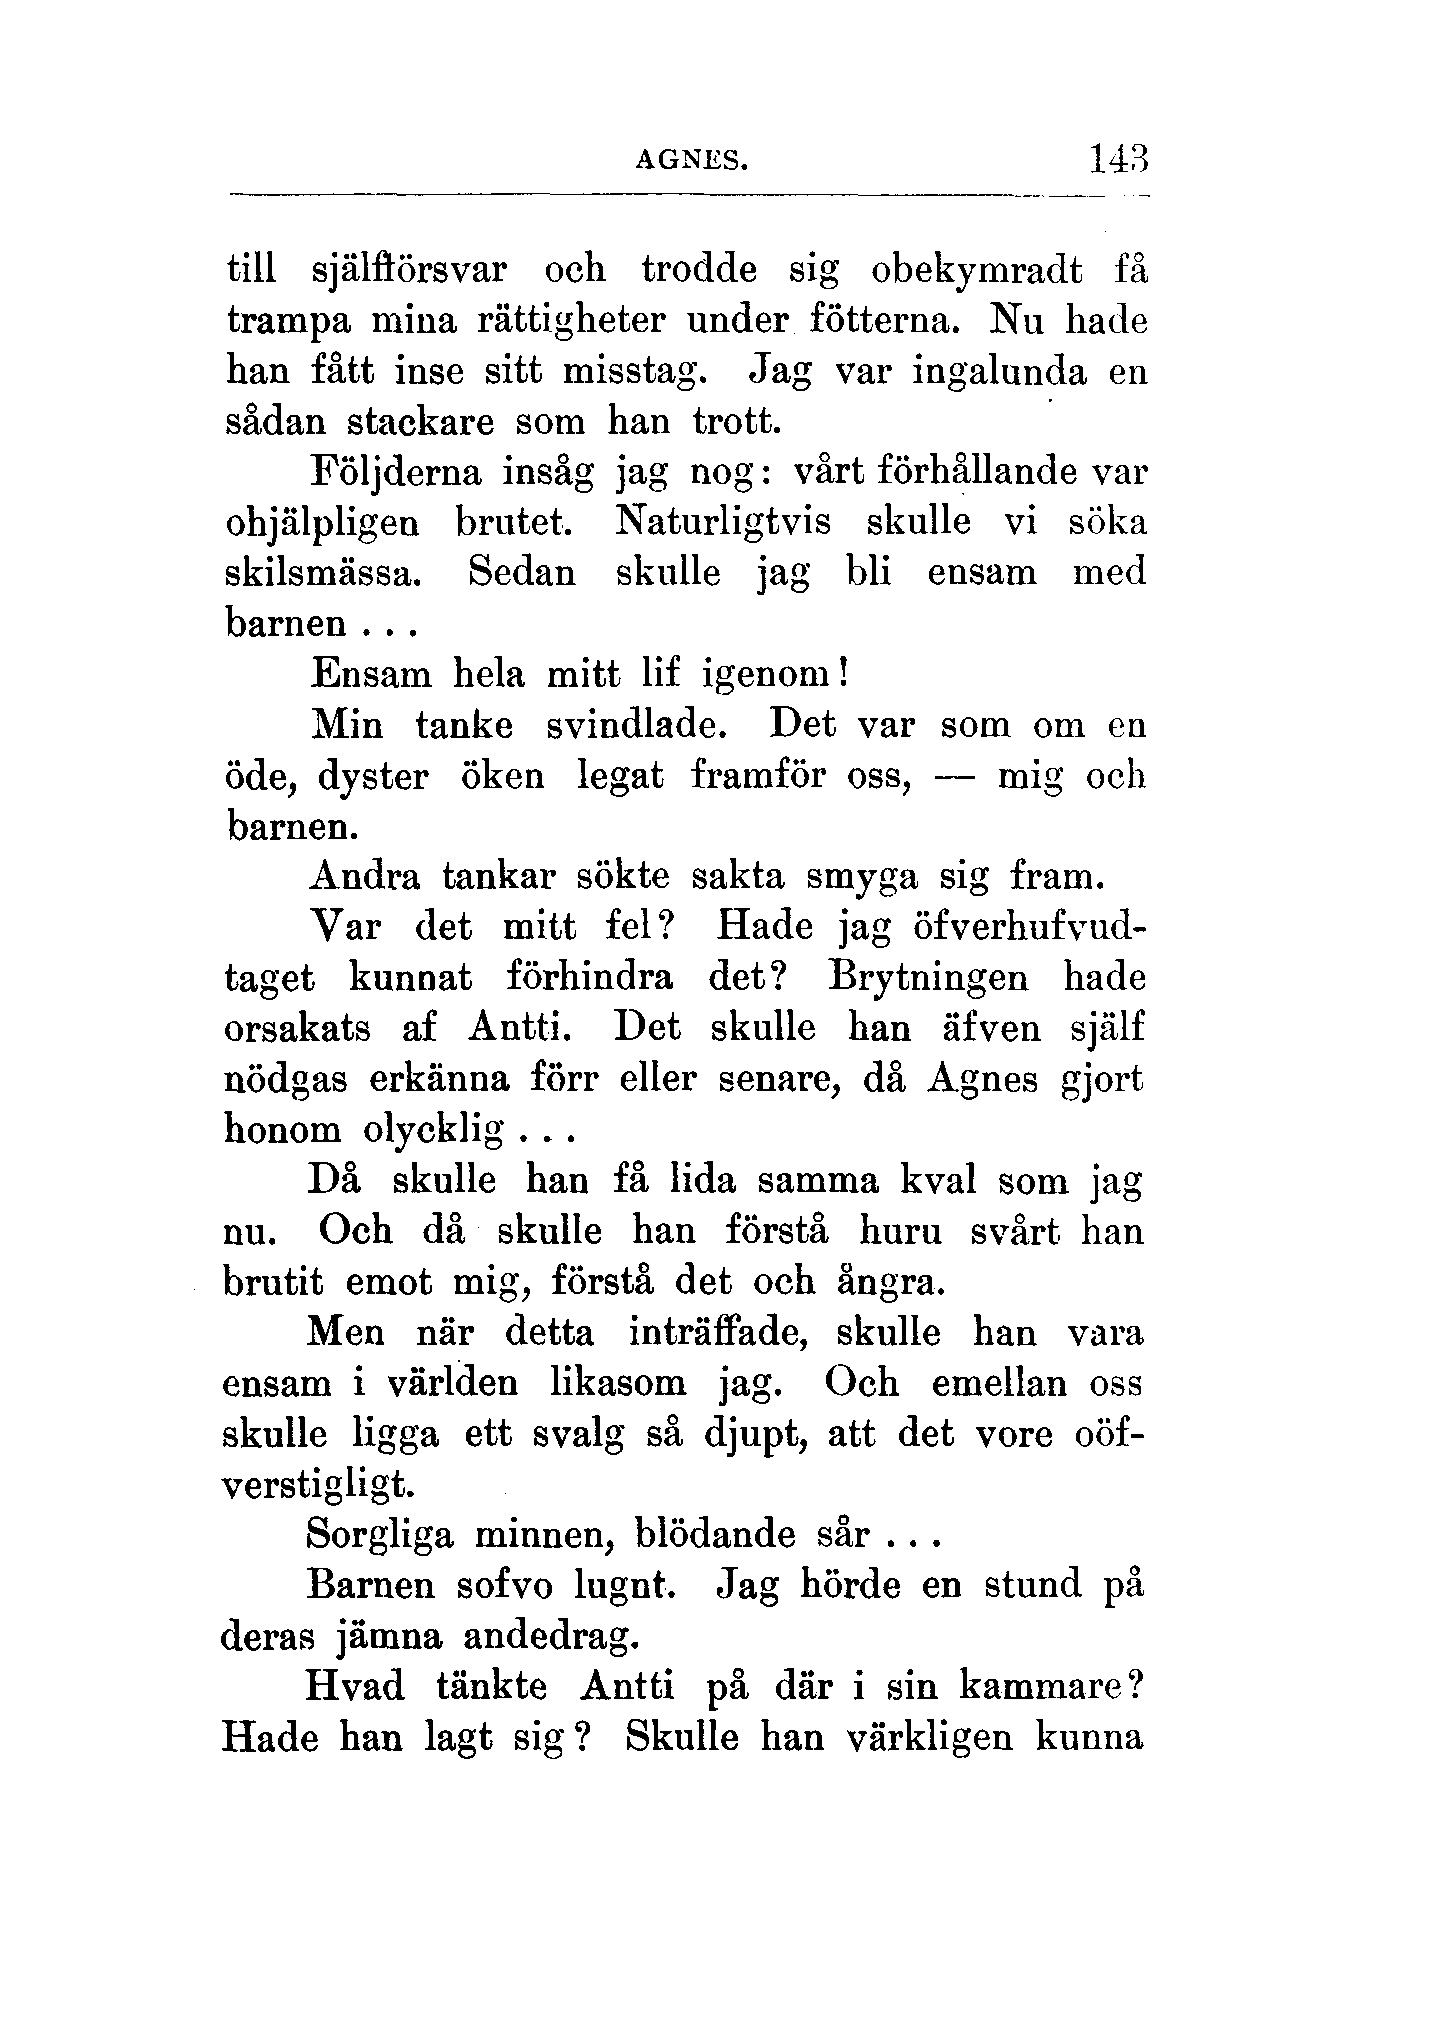 AGNES. 143
till själfförsvar och trodde sig obekymradt få
trampa mina rättigheter under fötterna. Nu hade
han fått inse sitt misstag. Jag var ingalunda en
sådan stackare som han trott.
Följderna insåg jag nog: vårt förhållande var
ohjälpligen brutet. Naturligtvis skulle vi söka
skilsmässa. Sedan skulle jag bli ensam med
barnen . . .
Ensam hela mitt lif igenom!
Min tanke svindlade. Det var som om en
öde, dyster öken legat framför oss, — mig och
barnen.
Andra tankar sökte sakta smyga sig fram.
Var det mitt fel? Hade jag öfverhufvud-
taget kunnat förhindra det? Brytningen hade
orsakats af Antti. Det skulle han äfven själf
nödgas erkänna förr eller senare, då Agnes gjort
honom olycklig . . .
Då skulle han få lida samma kval som jag
nu. Och då skulle han förstå huru svårt han
brutit emot mig, förstå det och ångra.
Men när detta inträffade, skulle han vara
ensam i världen likasom jag. Och emellan oss
skulle ligga ett svalg så djupt, att det vore oöf-
verstigligt.
Sorgliga minnen, blödande sår . . .
Barnen sofvo lugnt. Jag hörde en stund på
deras jämna andedrag.
Hvad tänkte Antti på där i sin kammare?
Hade han lagt sig? Skulle han värkligen kunna